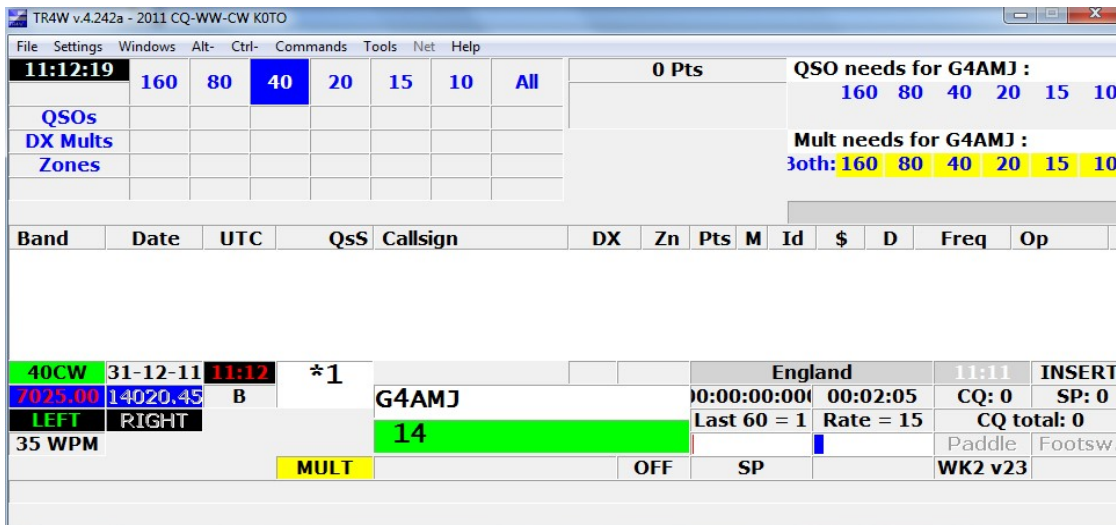 TR4W v.4.242a - 2011 CQ-WW-CW K0TO
File Settings Windows Alt- Ctrl- Commands Tools Net Help
11:12:19 160 80 40 20 15 10 All 0 Pts QSO needs for G4AMJ :
160 80 40 20 15 10
QSOs
DX Mults Mult needs for G4AMJ :
Zones Both: 160 80 40 20 15 10
Band Date UTC QsS Callsign DX Zn Pts M Id $ D Freq Op
40CW 31-12-11 11:12 *1 England 11:11 INSERT
7025.00 14020.45 B G4AMJ 00:00:00:000 00:02:05 CQ: 0 SP: 0
LEFT RIGHT 14 Last 60 = 1 Rate = 15 CQ total: 0
35 WPM Paddle Footsw
MULT OFF SP WK2 v23